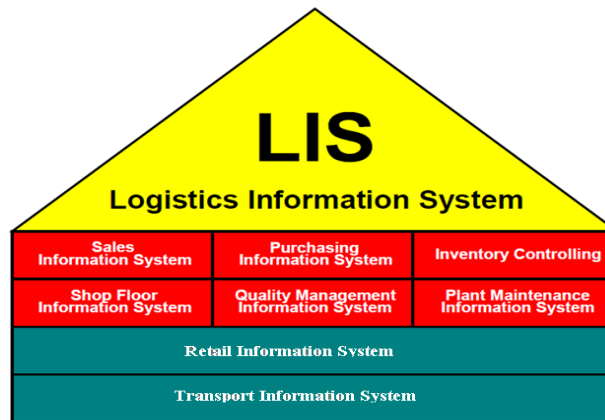 LIS
Logistics Information System
Sales
Information System
Purchasing
Information System
Inventory Controlling
Shop Floor
Information System
Quality Management
Information System
Plant Maintenance
Information System
Retail Information System
Transport Information System